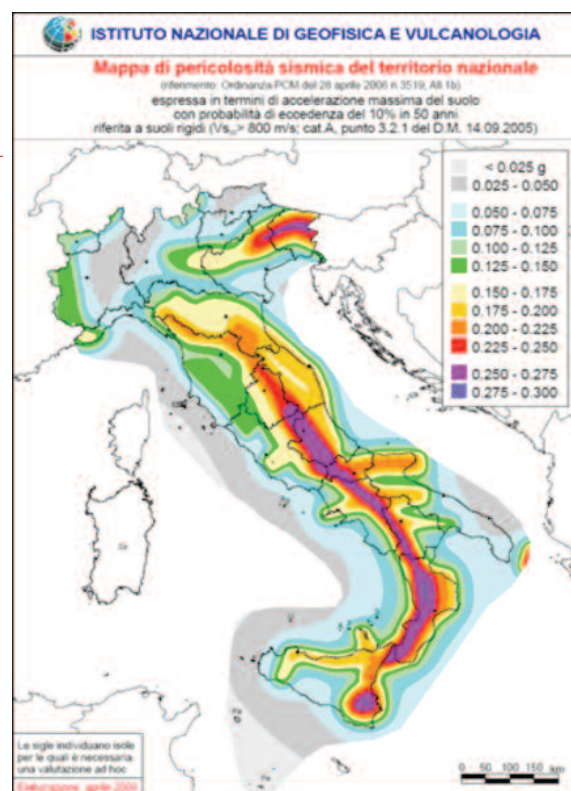 ISTITUTO NAZIONALE DI GEOFISICA E VULCANOLOGIA
Mappa di pericolosità sismica del territorio nazionale
(riferimento: Ordinanza PCM del 28 aprile 2006 n.3519, All.1b)
espressa in termini di accelerazione massima del suolo
con probabilità di eccedenza del 10% in 50 anni
riferita a suoli rigidi (Vs₃₀> 800 m/s; cat.A, punto 3.2.1 del D.M. 14.09.2005)
< 0.025 g
0.025 - 0.050
0.050 - 0.075
0.075 - 0.100
0.100 - 0.125
0.125 - 0.150
0.150 - 0.175
0.175 - 0.200
0.200 - 0.225
0.225 - 0.250
0.250 - 0.275
0.275 - 0.300
Le sigle individuano isole
per le quali è necessaria
una valutazione ad hoc
Elaborazione: aprile 2004
0 50 100 150
km